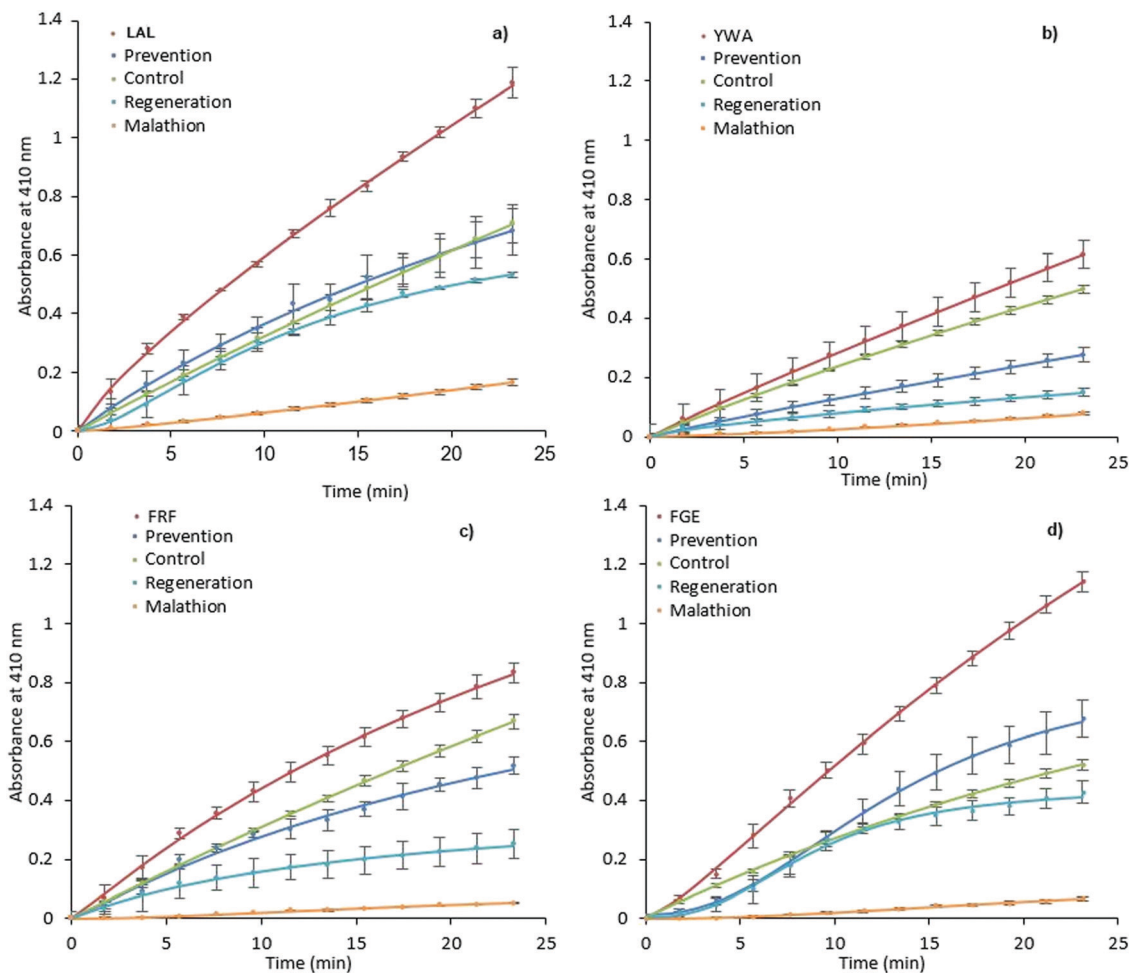 a)
LAL
Prevention
Control
Regeneration
Malathion
Absorbance at 410 nm
1.4
1.2
1
0.8
0.6
0.4
0.2
0
0
5
10
15
20
25
Time (min)
b)
YWA
Prevention
Control
Regeneration
Malathion
Absorbance at 410 nm
1.4
1.2
1
0.8
0.6
0.4
0.2
0
0
5
10
15
20
25
Time (min)
c)
FRF
Prevention
Control
Regeneration
Malathion
Absorbance at 410 nm
1.4
1.2
1
0.8
0.6
0.4
0.2
0
0
5
10
15
20
25
Time (min)
d)
FGE
Prevention
Control
Regeneration
Malathion
Absorbance at 410 nm
1.4
1.2
1
0.8
0.6
0.4
0.2
0
0
5
10
15
20
25
Time (min)